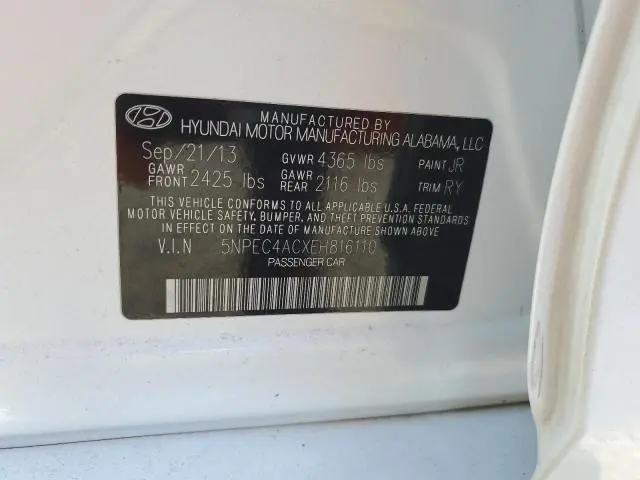 MANUFACTURED BY
HYUNDAI MOTOR MANUFACTURING ALABAMA, LLC
Sep/21/13 GVWR 4365 lbs PAINT JR
GAWR FRONT 2425 lbs GAWR REAR 2116 lbs TRIM RY
THIS VEHICLE CONFORMS TO ALL APPLICABLE U.S.A. FEDERAL
MOTOR VEHICLE SAFETY, BUMPER, AND THEFT PREVENTION STANDARDS
IN EFFECT ON THE DATE OF MANUFACTURE SHOWN ABOVE.
V.I.N 5NPEC4ACXEH816110
PASSENGER CAR